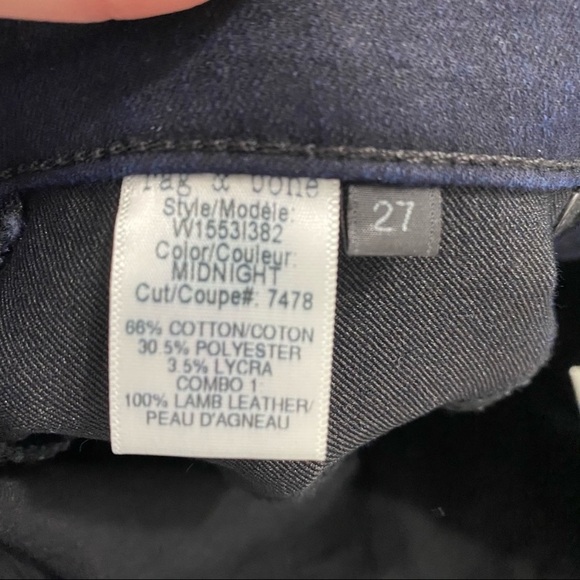 rag & bone
Style/Modèle:
W1553I382
Color/Couleur:
MIDNIGHT
Cut/Coupe#: 7478
66% COTTON/COTON
30.5% POLYESTER
3.5% LYCRA
COMBO 1
100% LAMB LEATHER/
PEAU D'AGNEAU
27